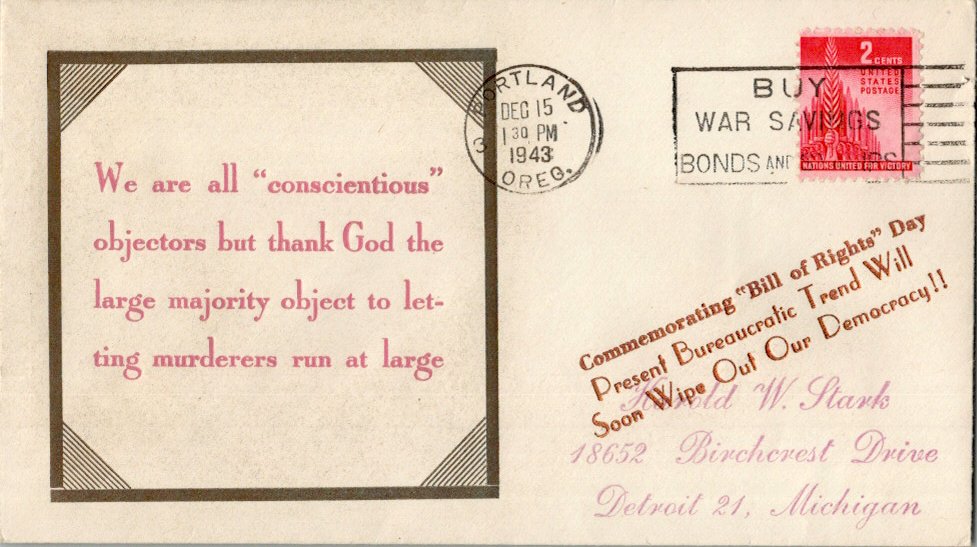 We are all “conscientious”
objectors but thank God the
large majority object to let-
ting murderers run at large
PORTLAND
DEC 15
1 30 PM
1943
3 OREG.
BUY
WAR SAVINGS
BONDS AND
2 CENTS
UNITED
STATES
POSTAGE
NATIONS UNITED FOR VICTORY
Commemorating “Bill of Rights” Day
Present Bureaucratic Trend Will
Soon Wipe Out Our Democracy!!
Harold W. Stark
18652 Birchcrest Drive
Detroit 21, Michigan